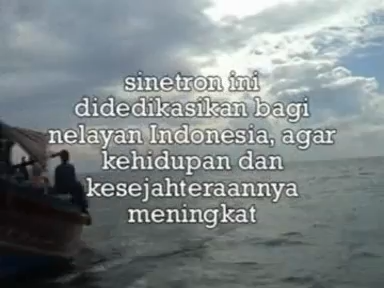 sinetron ini
didedikasikan bagi
nelayan Indonesia, agar
kehidupan dan
kesejahteraannya
meningkat